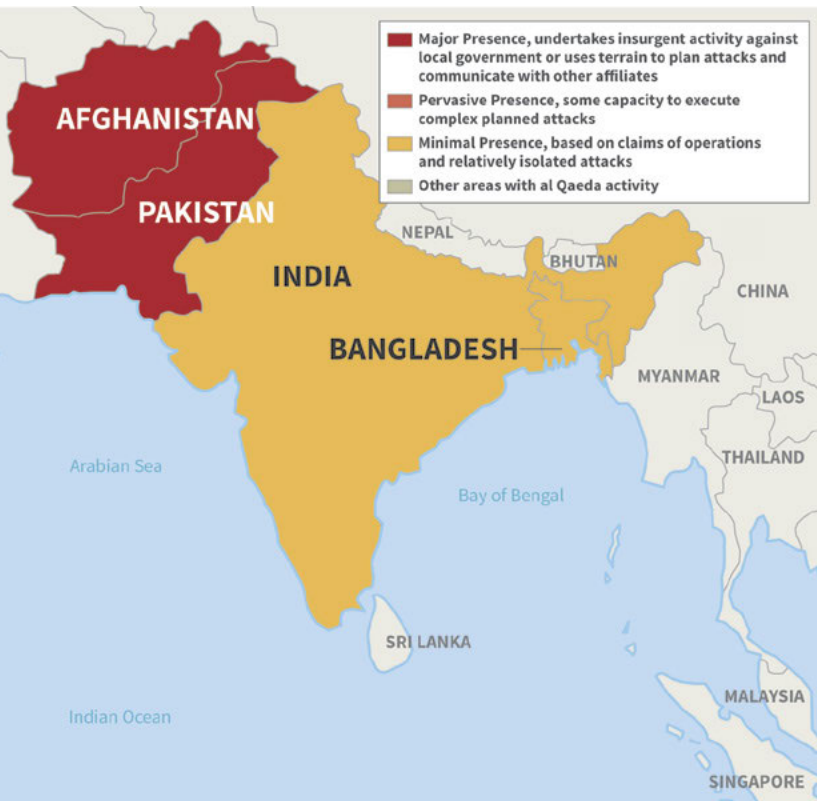 Major Presence, undertakes insurgent activity against
local government or uses terrain to plan attacks and
communicate with other affiliates
Pervasive Presence, some capacity to execute
complex planned attacks
Minimal Presence, based on claims of operations
and relatively isolated attacks
Other areas with al Qaeda activity
AFGHANISTAN
PAKISTAN
NEPAL
BHUTAN
INDIA
CHINA
BANGLADESH
MYANMAR
LAOS
THAILAND
Arabian Sea
Bay of Bengal
SRI LANKA
MALAYSIA
Indian Ocean
SINGAPORE